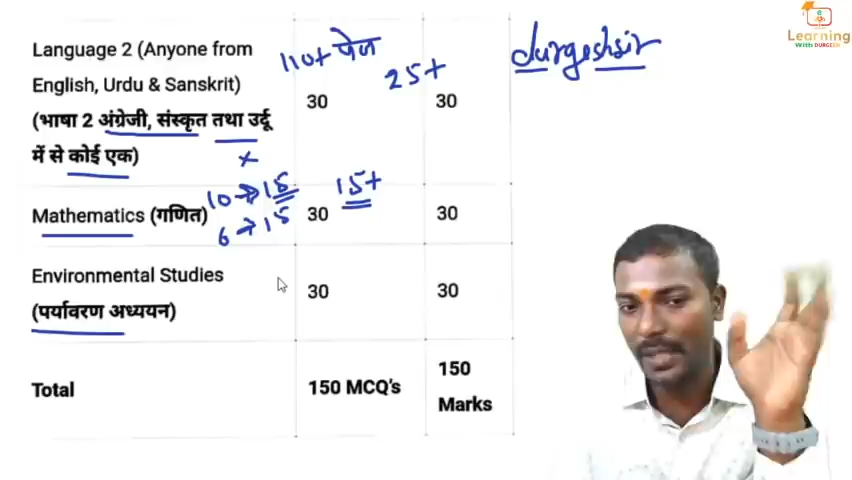 Learning
With DURGESH
durgeshsir
110+ पेज
25+
Language 2 (Anyone from
English, Urdu & Sanskrit)
(भाषा 2 अंग्रेजी, संस्कृत तथा उर्दू
में से कोई एक)
30
30
x
10 → 15
15+
Mathematics (गणित)
30
30
6 → 15
Environmental Studies
(पर्यावरण अध्ययन)
30
30
Total
150 MCQ's
150
Marks